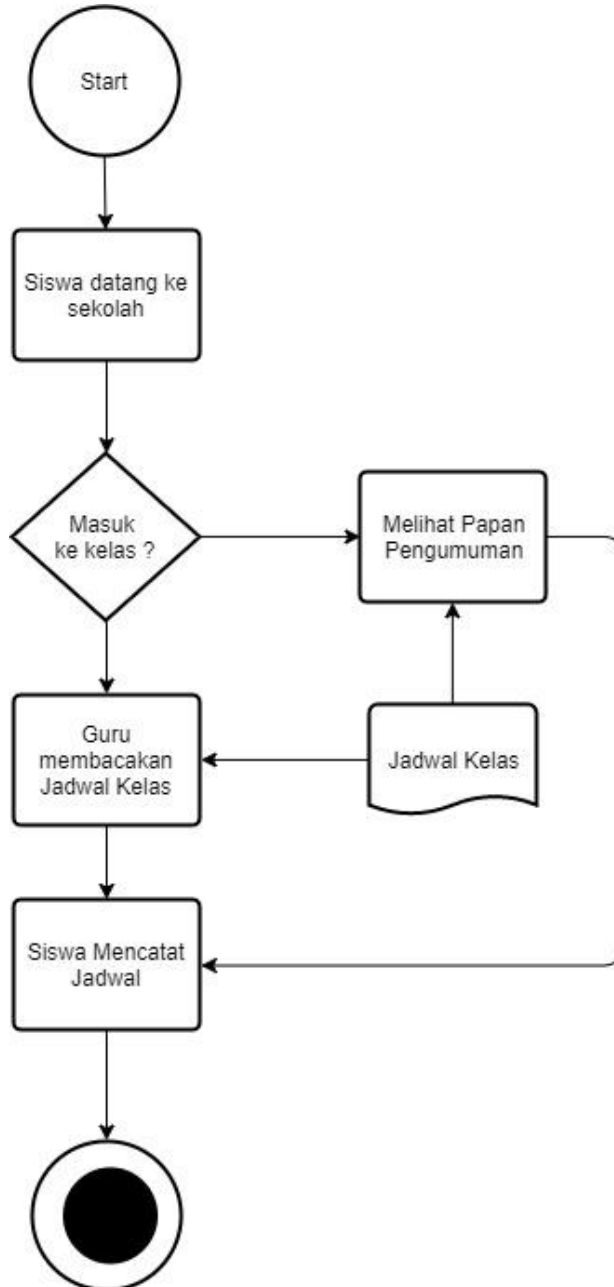 Start
Siswa datang ke
sekolah
Masuk
ke kelas ?
Melihat Papan
Pengumuman
Guru
membacakan
Jadwal Kelas
Jadwal Kelas
Siswa Mencatat
Jadwal